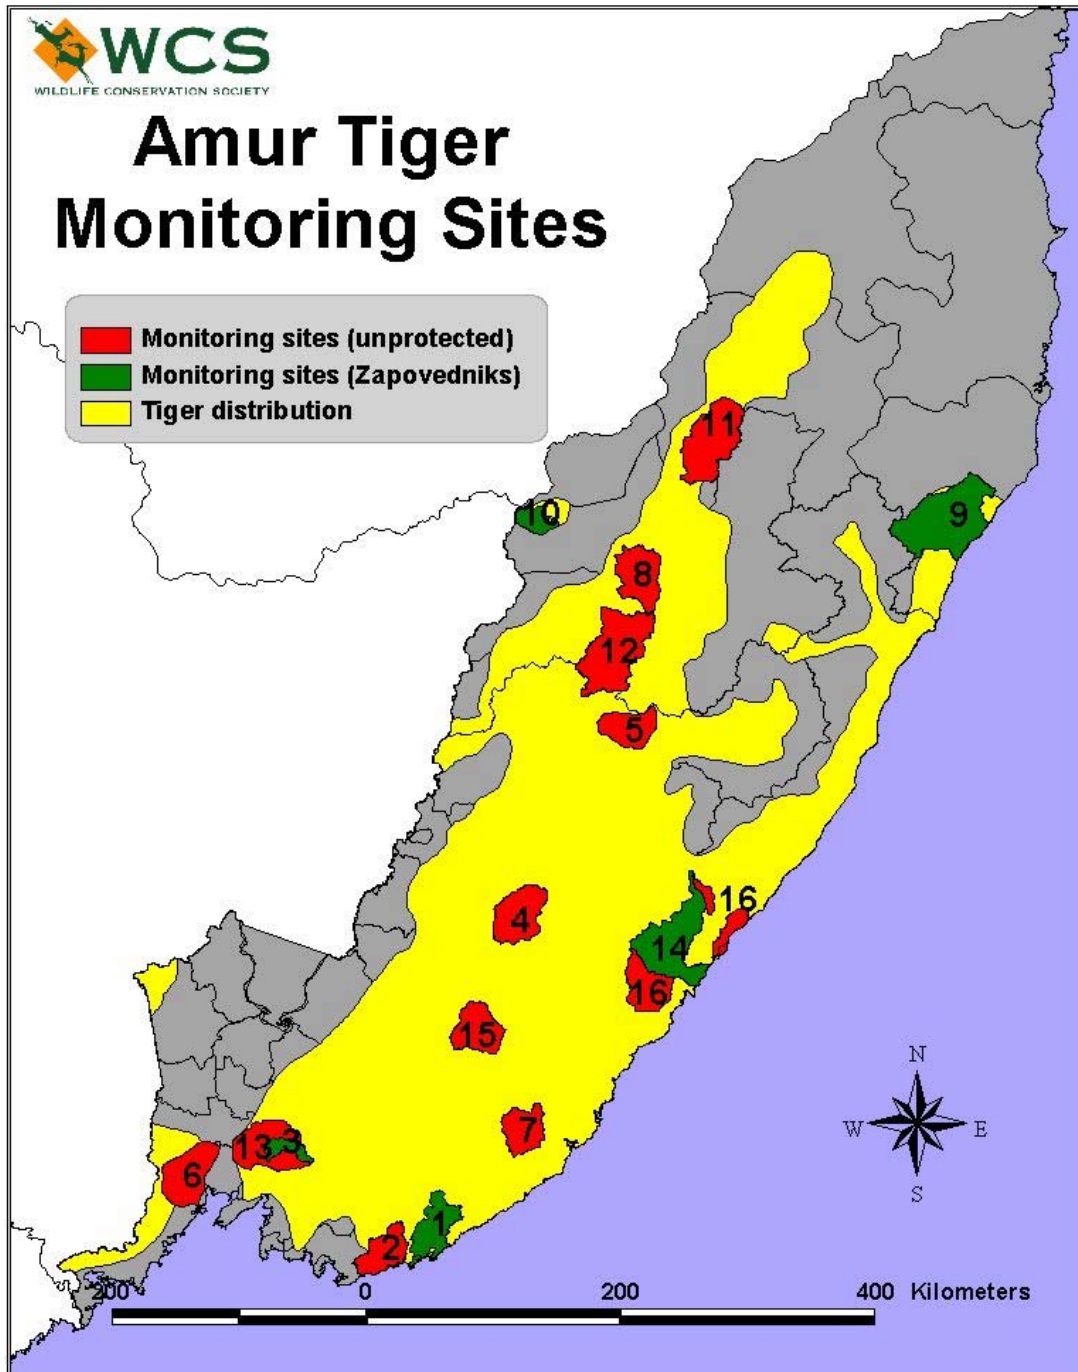 WCS
WILDLIFE CONSERVATION SOCIETY
Amur Tiger
Monitoring Sites
Monitoring sites (unprotected)
Monitoring sites (Zapovedniks)
Tiger distribution
11
10
9
8
12
5
4
16
14
16
15
7
13
3
6
1
2
N
W
E
S
200 0 200 400 Kilometers